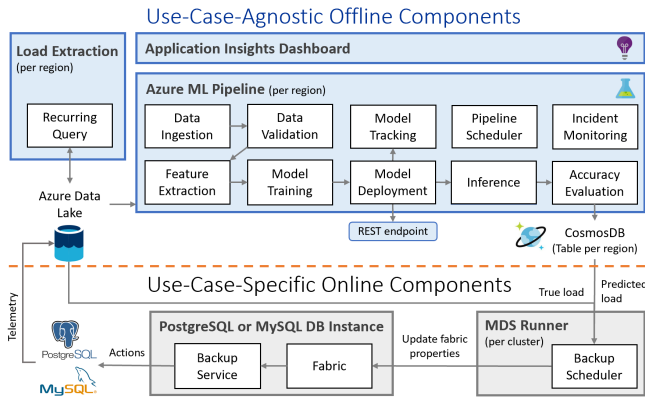 Use-Case-Agnostic Offline Components
Load Extraction
(per region)
Recurring
Query
Application Insights Dashboard
Azure ML Pipeline (per region)
Data
Ingestion
Data
Validation
Model
Tracking
Pipeline
Scheduler
Incident
Monitoring
Feature
Extraction
Model
Training
Model
Deployment
Inference
Accuracy
Evaluation
Azure Data
Lake
REST endpoint
CosmosDB
(Table per region)
Use-Case-Specific Online Components
True load
Predicted
load
Telemetry
PostgreSQL
MySQL
Actions
PostgreSQL or MySQL DB Instance
Backup
Service
Fabric
Update fabric
properties
MDS Runner
(per cluster)
Backup
Scheduler